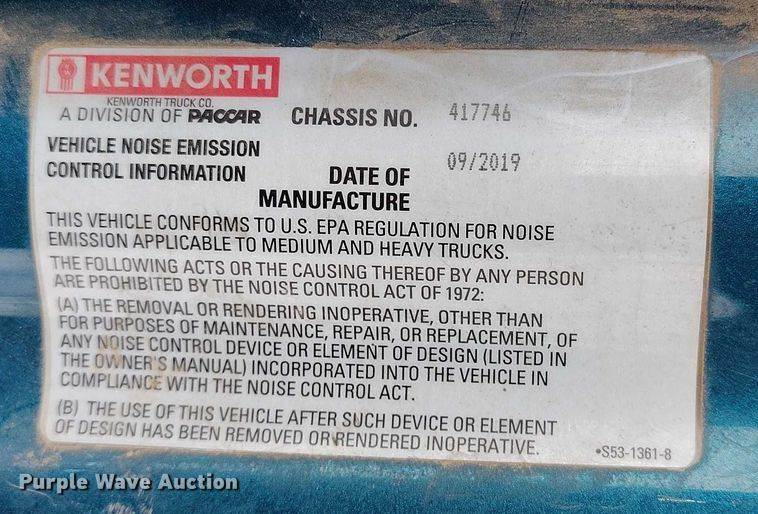 KENWORTH
KENWORTH TRUCK CO.
A DIVISION OF PACCAR
CHASSIS NO. 417746
VEHICLE NOISE EMISSION
CONTROL INFORMATION
DATE OF 09/2019
MANUFACTURE
THIS VEHICLE CONFORMS TO U.S. EPA REGULATION FOR NOISE
EMISSION APPLICABLE TO MEDIUM AND HEAVY TRUCKS.
THE FOLLOWING ACTS OR THE CAUSING THEREOF BY ANY PERSON
ARE PROHIBITED BY THE NOISE CONTROL ACT OF 1972:
(A) THE REMOVAL OR RENDERING INOPERATIVE, OTHER THAN
FOR PURPOSES OF MAINTENANCE, REPAIR, OR REPLACEMENT, OF
ANY NOISE CONTROL DEVICE OR ELEMENT OF DESIGN (LISTED IN
THE OWNER'S MANUAL) INCORPORATED INTO THE VEHICLE IN
COMPLIANCE WITH THE NOISE CONTROL ACT.
(B) THE USE OF THIS VEHICLE AFTER SUCH DEVICE OR ELEMENT
OF DESIGN HAS BEEN REMOVED OR RENDERED INOPERATIVE.
•S53-1361-8
Purple Wave Auction